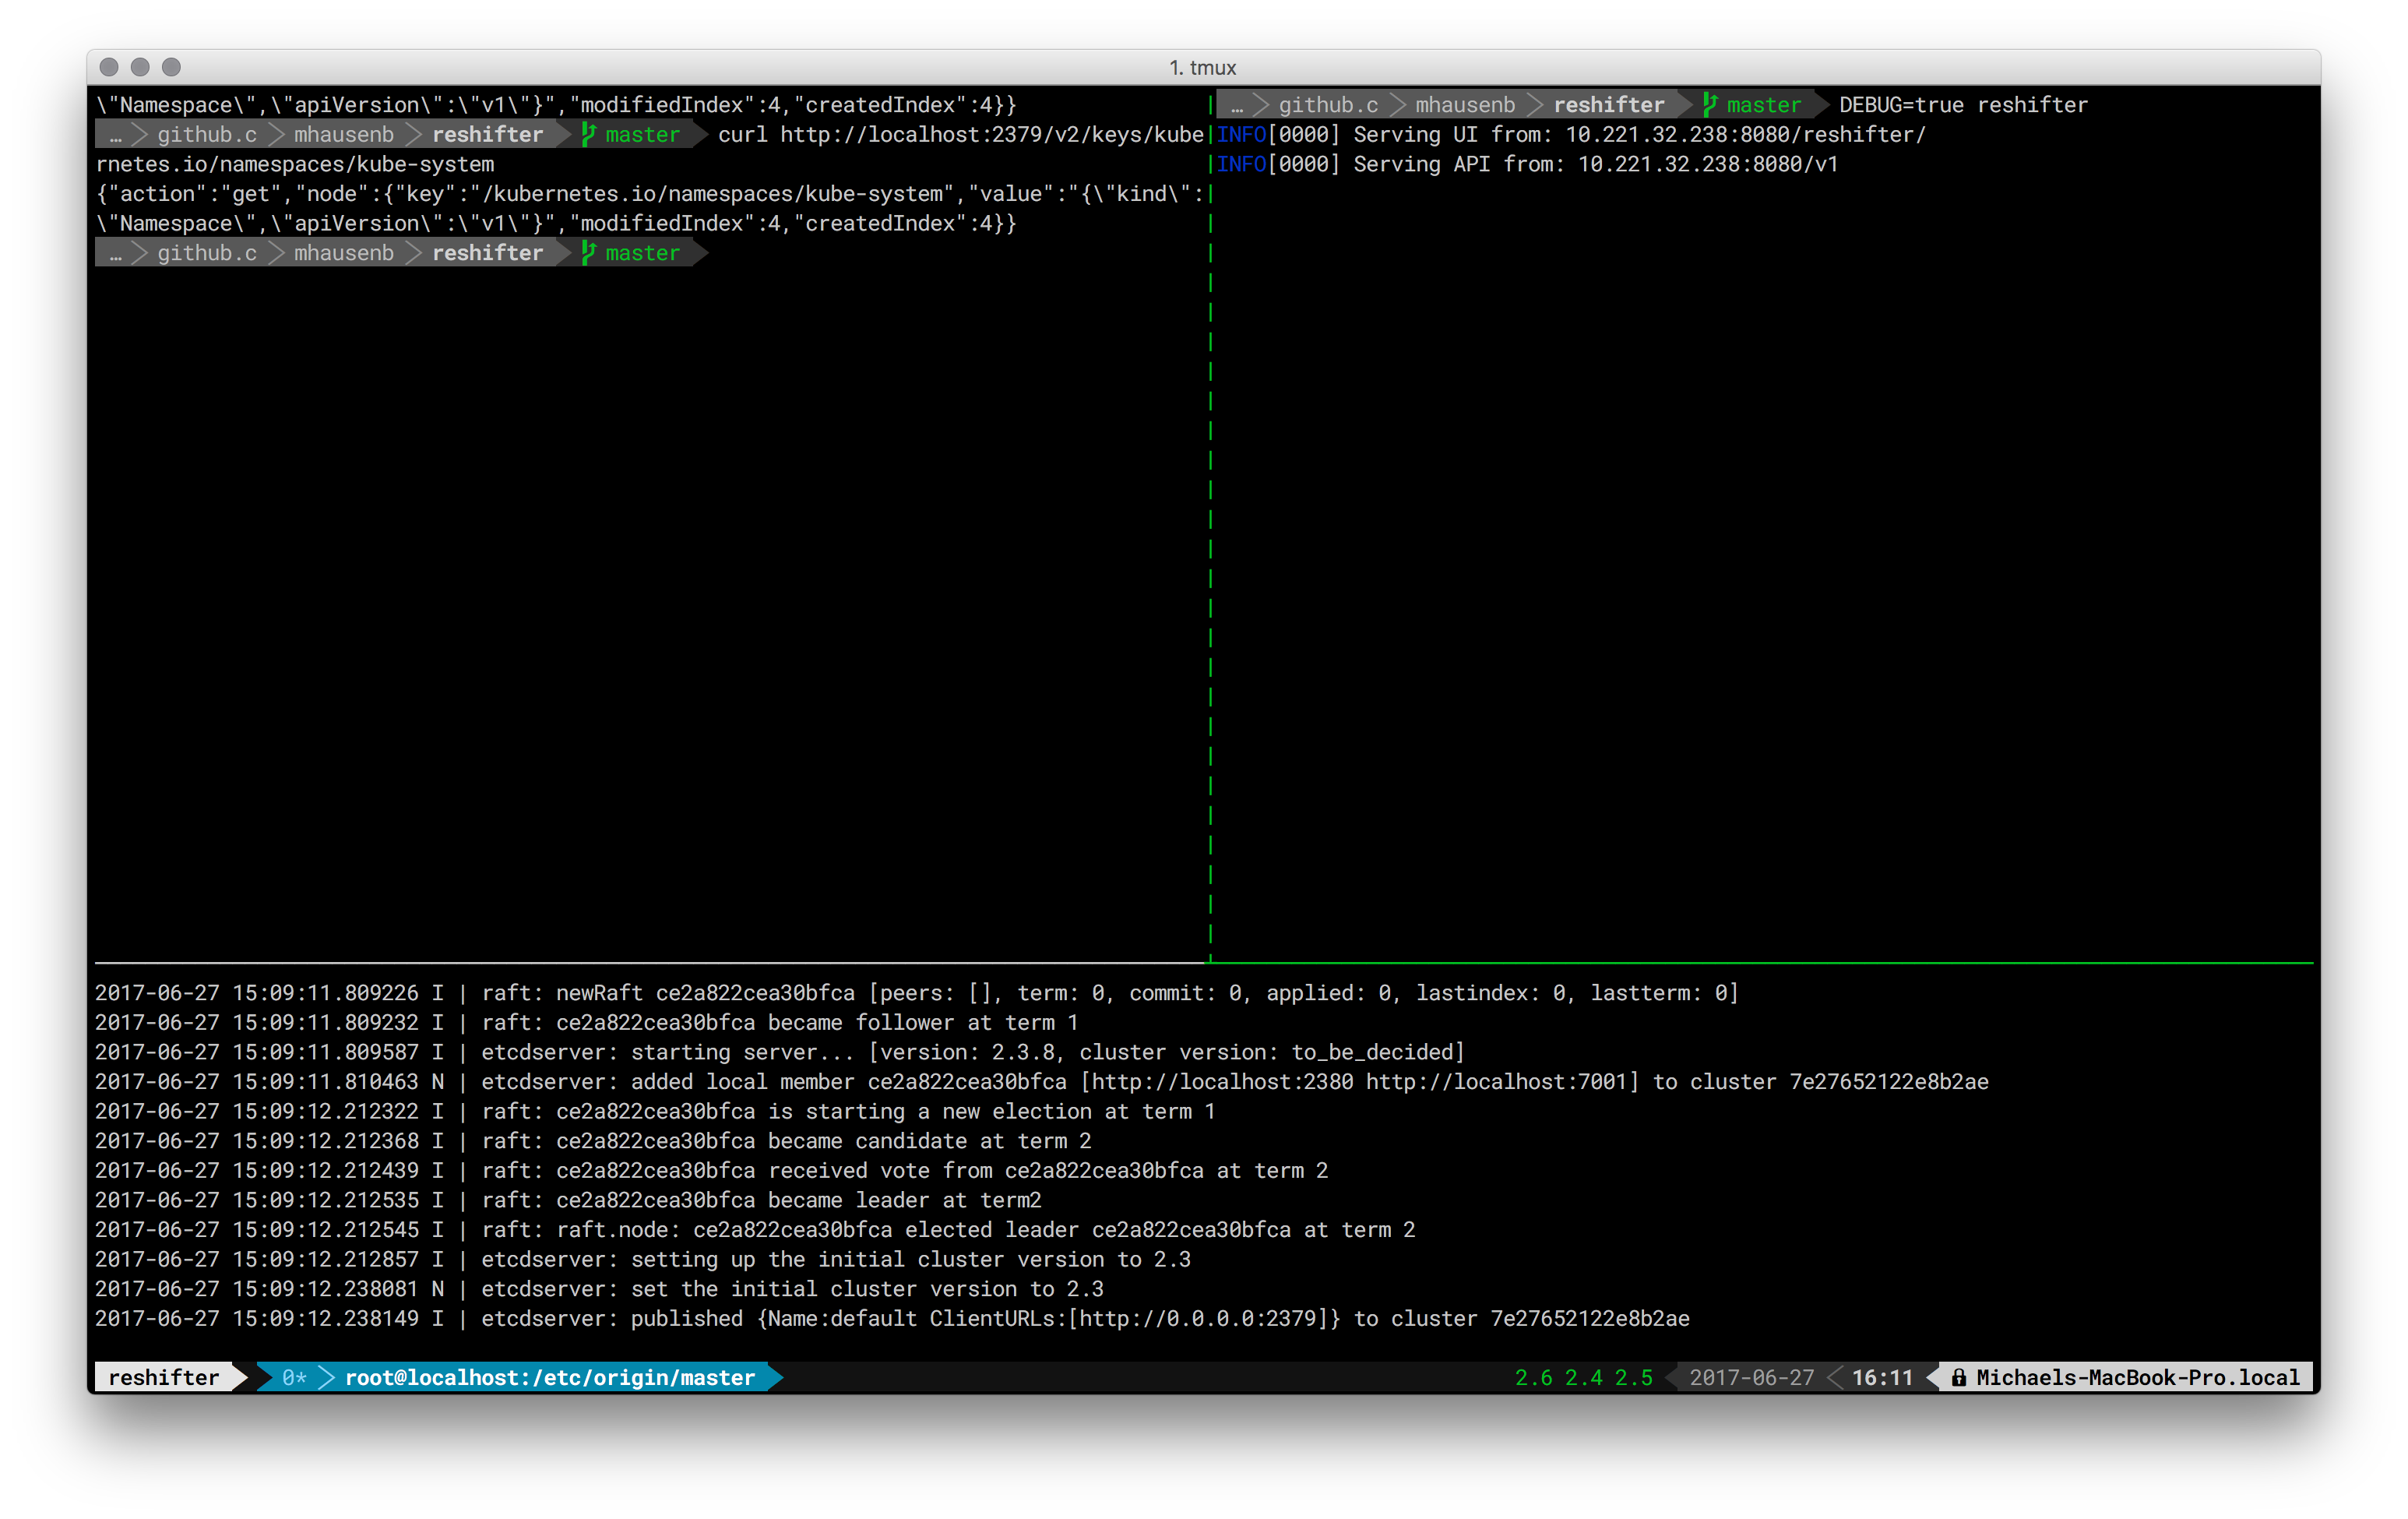 1. tmux
\"Namespace\",\"apiVersion\":\"v1\"}","modifiedIndex":4,"createdIndex":4}}
… github.c mhausenb reshifter master curl http://localhost:2379/v2/keys/kube
rnetes.io/namespaces/kube-system
{"action":"get","node":{"key":"/kubernetes.io/namespaces/kube-system","value":"{\"kind\":
\"Namespace\",\"apiVersion\":\"v1\"}","modifiedIndex":4,"createdIndex":4}}
… github.c mhausenb reshifter master
… github.c mhausenb reshifter master DEBUG=true reshifter
INFO[0000] Serving UI from: 10.221.32.238:8080/reshifter/
INFO[0000] Serving API from: 10.221.32.238:8080/v1
2017-06-27 15:09:11.809226 I | raft: newRaft ce2a822cea30bfca [peers: [], term: 0, commit: 0, applied: 0, lastindex: 0, lastterm: 0]
2017-06-27 15:09:11.809232 I | raft: ce2a822cea30bfca became follower at term 1
2017-06-27 15:09:11.809587 I | etcdserver: starting server... [version: 2.3.8, cluster version: to_be_decided]
2017-06-27 15:09:11.810463 N | etcdserver: added local member ce2a822cea30bfca [http://localhost:2380 http://localhost:7001] to cluster 7e27652122e8b2ae
2017-06-27 15:09:12.212322 I | raft: ce2a822cea30bfca is starting a new election at term 1
2017-06-27 15:09:12.212368 I | raft: ce2a822cea30bfca became candidate at term 2
2017-06-27 15:09:12.212439 I | raft: ce2a822cea30bfca received vote from ce2a822cea30bfca at term 2
2017-06-27 15:09:12.212535 I | raft: ce2a822cea30bfca became leader at term2
2017-06-27 15:09:12.212545 I | raft: raft.node: ce2a822cea30bfca elected leader ce2a822cea30bfca at term 2
2017-06-27 15:09:12.212857 I | etcdserver: setting up the initial cluster version to 2.3
2017-06-27 15:09:12.238081 N | etcdserver: set the initial cluster version to 2.3
2017-06-27 15:09:12.238149 I | etcdserver: published {Name:default ClientURLs:[http://0.0.0.0:2379]} to cluster 7e27652122e8b2ae
reshifter 0* root@localhost:/etc/origin/master 2.6 2.4 2.5 2017-06-27 16:11 Michaels-MacBook-Pro.local